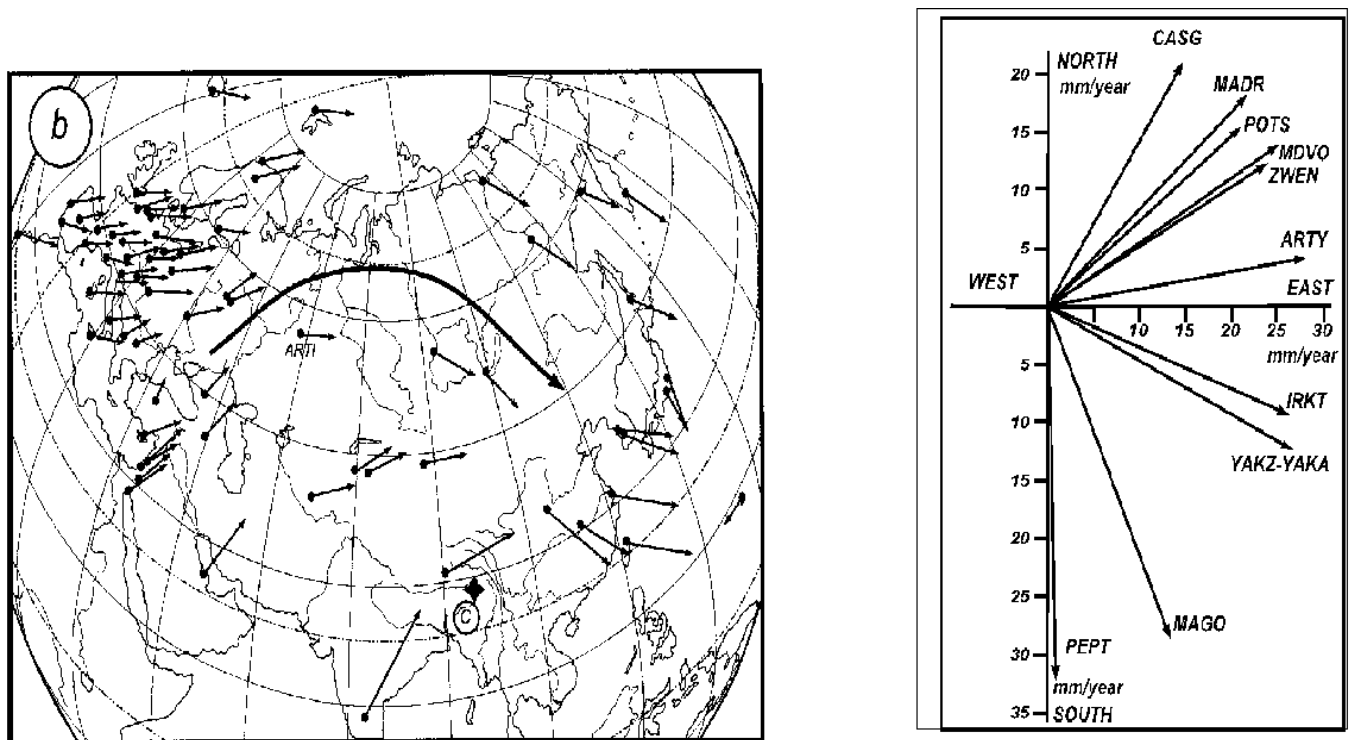 b
ARTI
c
CASG
NORTH
mm/year
MADR
POTS
MDVO
ZWEN
ARTY
WEST
EAST
20
15
10
5
10 15 20 25 30
mm/year
5
10
15
20
25
30
35
IRKT
YAKZ-YAKA
MAGO
PEPT
mm/year
SOUTH